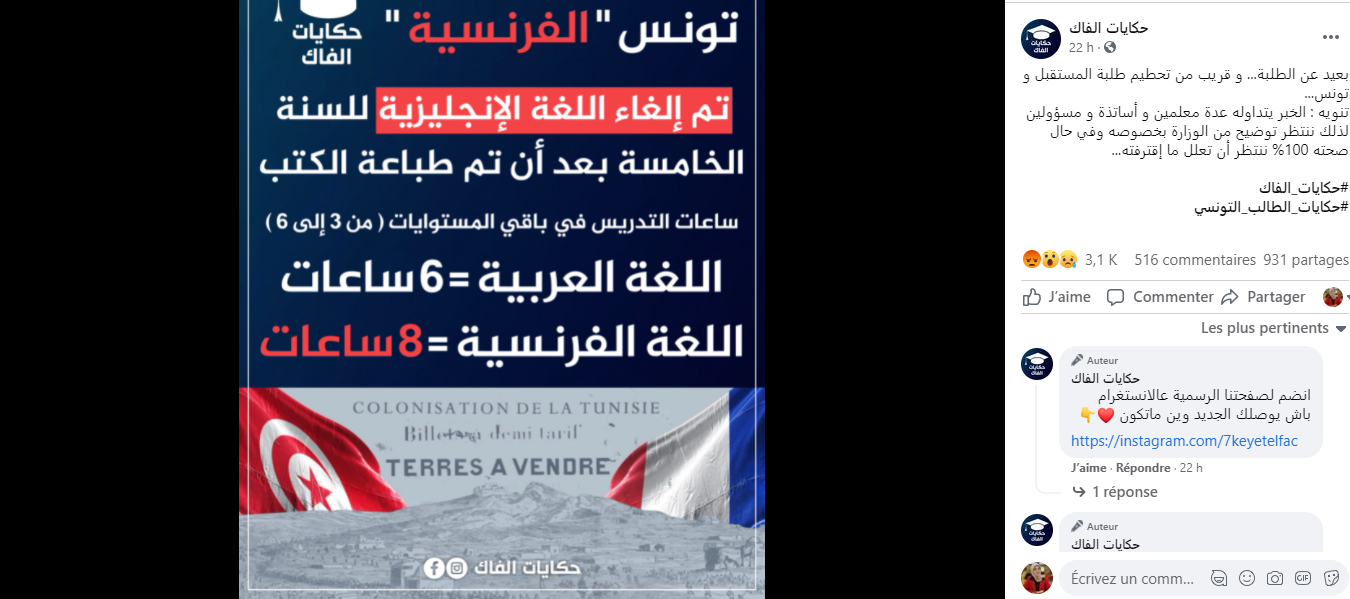 حكايات
الفاك
تونس "الفرنسية"
تم إلغاء اللغة الإنجليزية للسنة
الخامسة بعد أن تم طباعة الكتب
ساعات التدريس في باقي المستوايات ( من 3 إلى 6 )
اللغة العربية = 6 ساعات
اللغة الفرنسية = 8 ساعات
COLONISATION DE LA TUNISIE
Billets à demi tarif
TERRES A VENDRE
حكايات الفاك
حكايات الفاك
22 h
بعيد عن الطلبة... و قريب من تحطيم طلبة المستقبل و
تونس...
تنويه : الخبر يتداوله عدة معلمين و أساتذة و مسؤولين
لذلك ننتظر توضيح من الوزارة بخصوصه وفي حال
صحته 100% ننتظر أن تعلل ما إقترفته...
#حكايات_الفاك
#حكايات_الطالب_التونسي
3,1 K 516 commentaires 931 partages
J’aime Commenter Partager
Les plus pertinents
Auteur
حكايات الفاك
انضم لصفحتنا الرسمية عالانستغرام
باش يوصلك الجديد وين ماتكون ❤️👇
https://instagram.com/7keyetelfac
J’aime · Répondre · 22 h
1 réponse
Auteur
حكايات الفاك
Écrivez un comm...
GIF